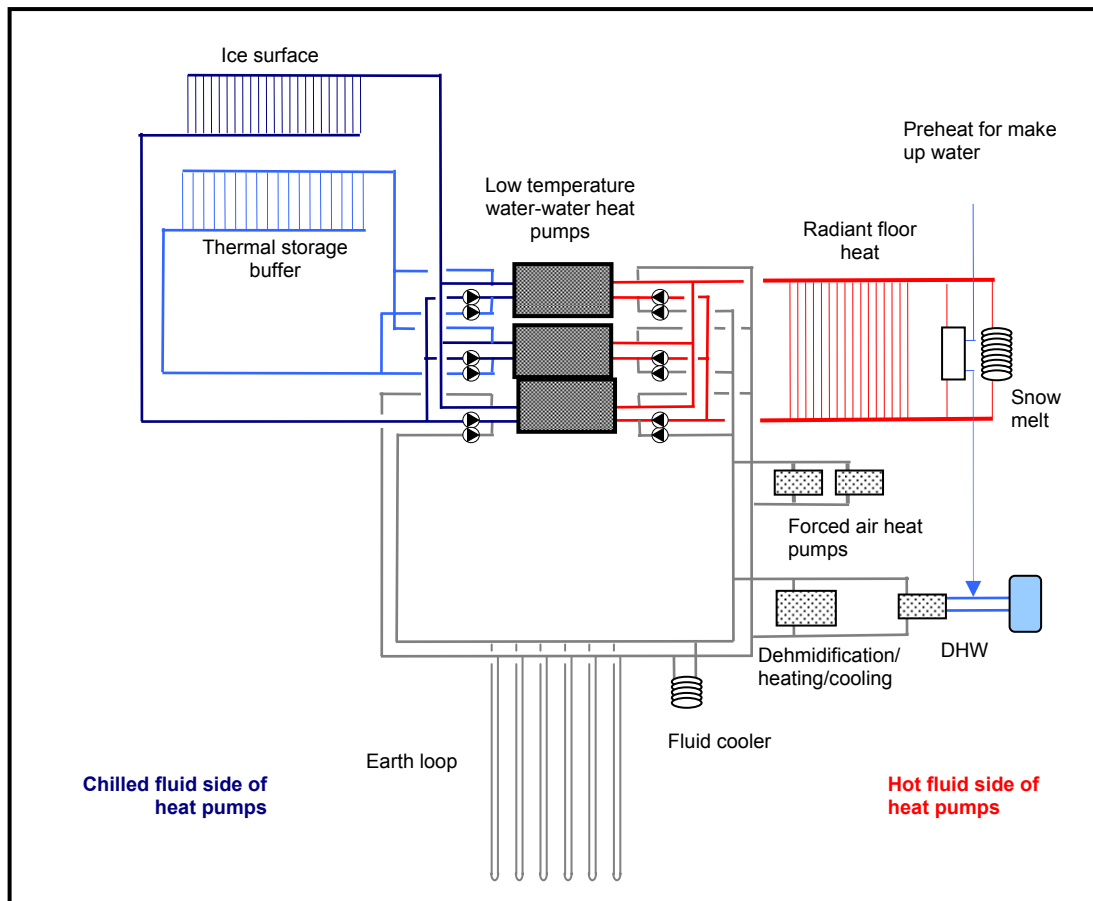 Ice surface
Preheat for make
up water
Low temperature
water-water heat
pumps
Radiant floor
heat
Thermal storage
buffer
Snow
melt
Forced air heat
pumps
Dehmidification/
heating/cooling
DHW
Fluid cooler
Earth loop
Chilled fluid side of
heat pumps
Hot fluid side of
heat pumps